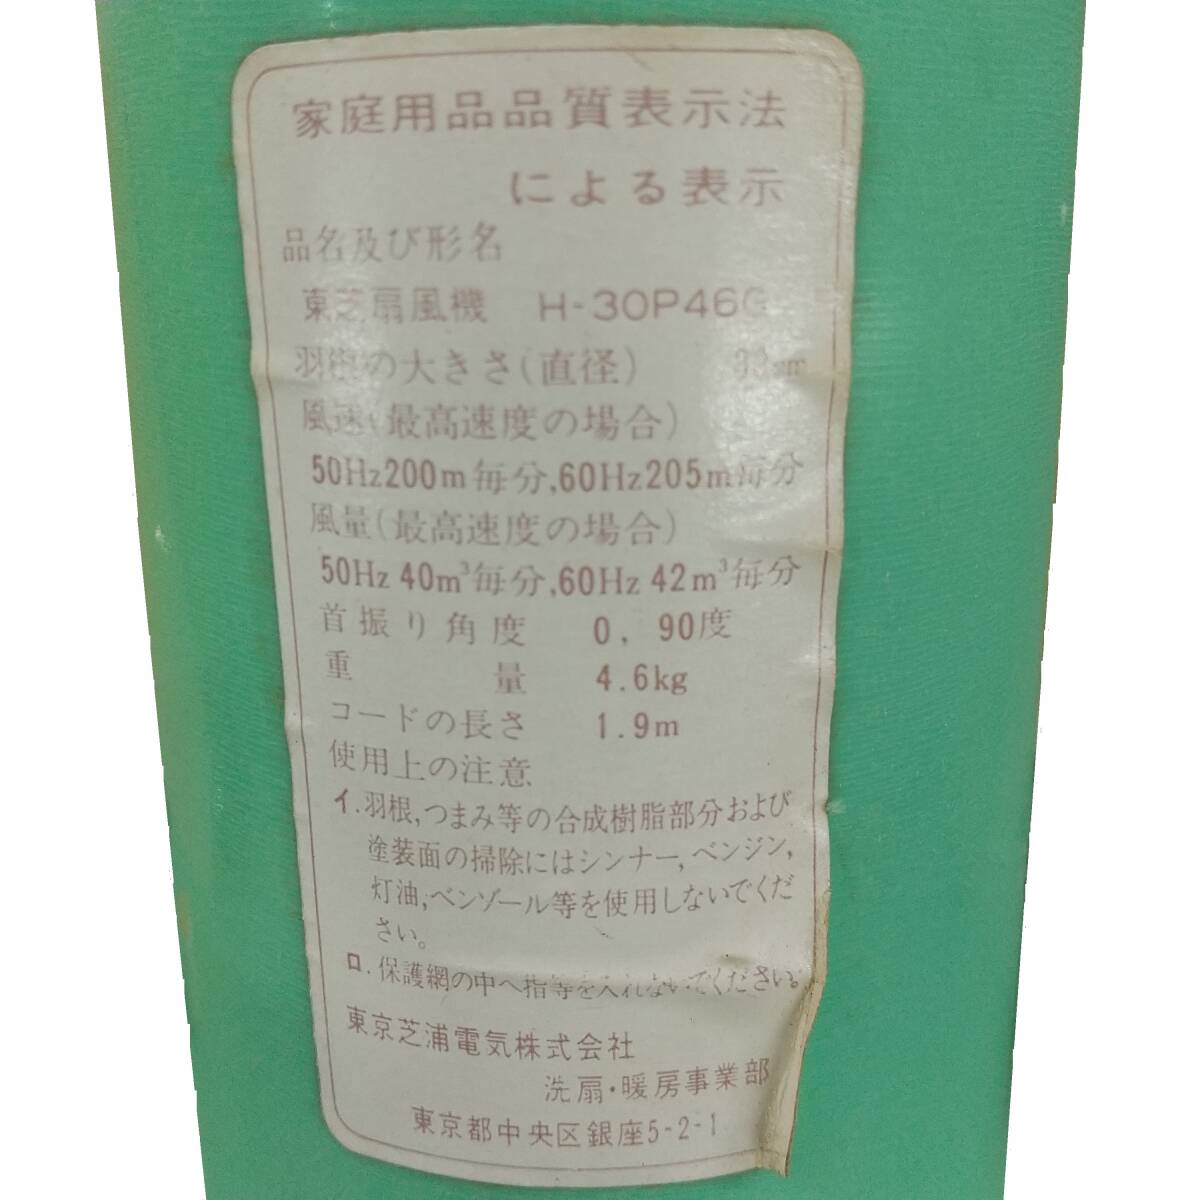 家庭用品品質表示法
による表示
品名及び形名
東芝扇風機 H-30P46G
羽根の大きさ(直径)
風速(最高速度の場合)
50Hz200m毎分,60Hz205m毎分
風量(最高速度の場合)
50Hz 40m³毎分,60Hz 42m³毎分
首振り角度 0, 90度
重 量 4.6kg
コードの長さ 1.9m
使用上の注意
イ.羽根,つまみ等の合成樹脂部分および
塗装面の掃除にはシンナー,ベンジン,
灯油,ベンゾール等を使用しないでくだ
さい。
ロ.保護網の中へ指等を入れないでください。
東京芝浦電気株式会社
洗扇・暖房事業部
東京都中央区銀座5-2-1